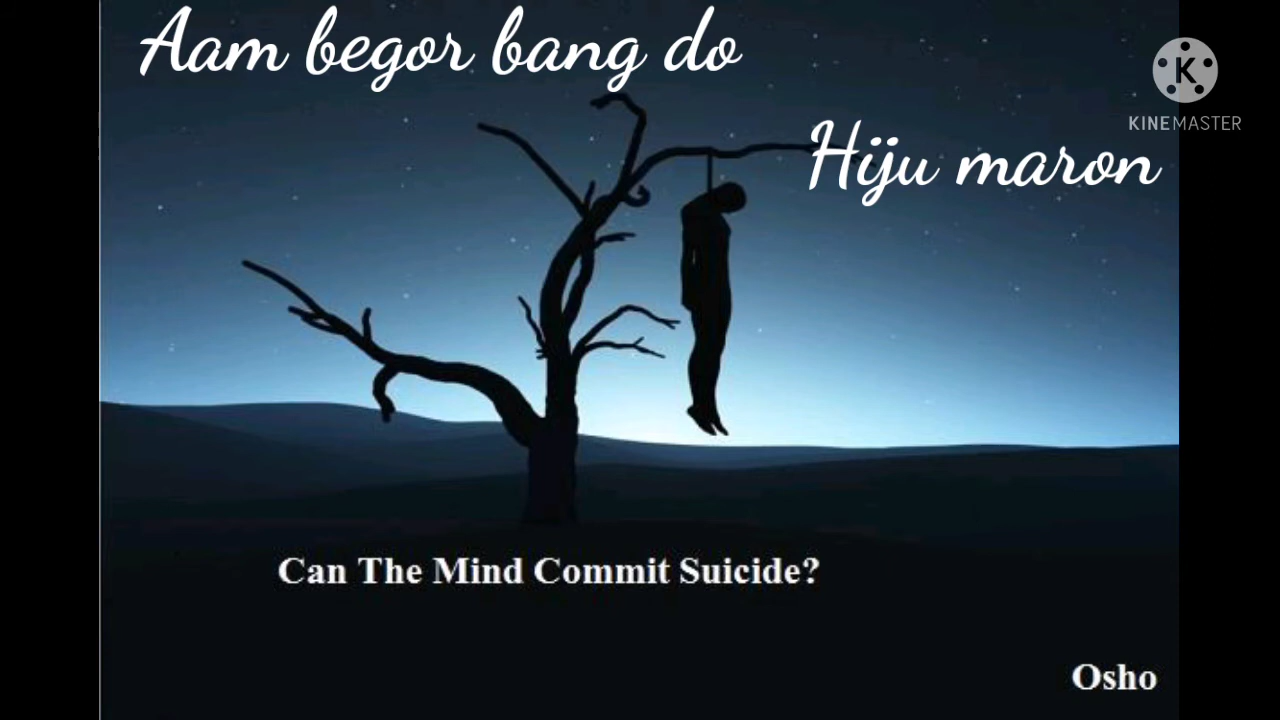 Aam begor bang do
Hiju maron
KINEMASTER
Can The Mind Commit Suicide?
Osho